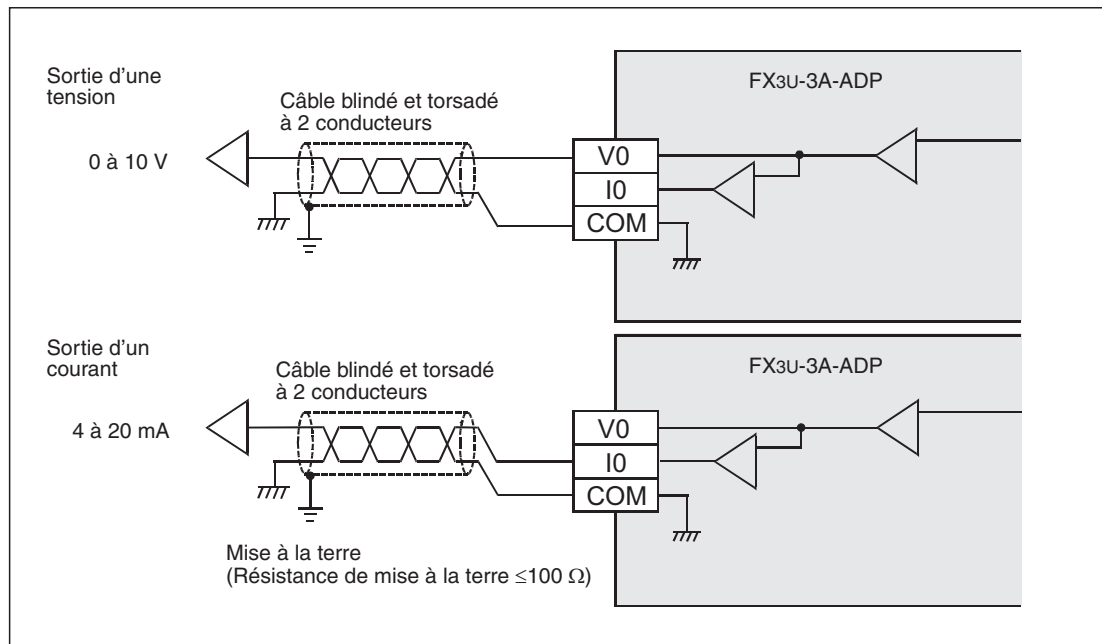 Sortie d'une
tension
0 à 10 V
Câble blindé et torsadé
à 2 conducteurs
FX3U-3A-ADP
V0
I0
COM
Sortie d'un
courant
4 à 20 mA
Câble blindé et torsadé
à 2 conducteurs
FX3U-3A-ADP
V0
I0
COM
Mise à la terre
(Résistance de mise à la terre ≤100 Ω)